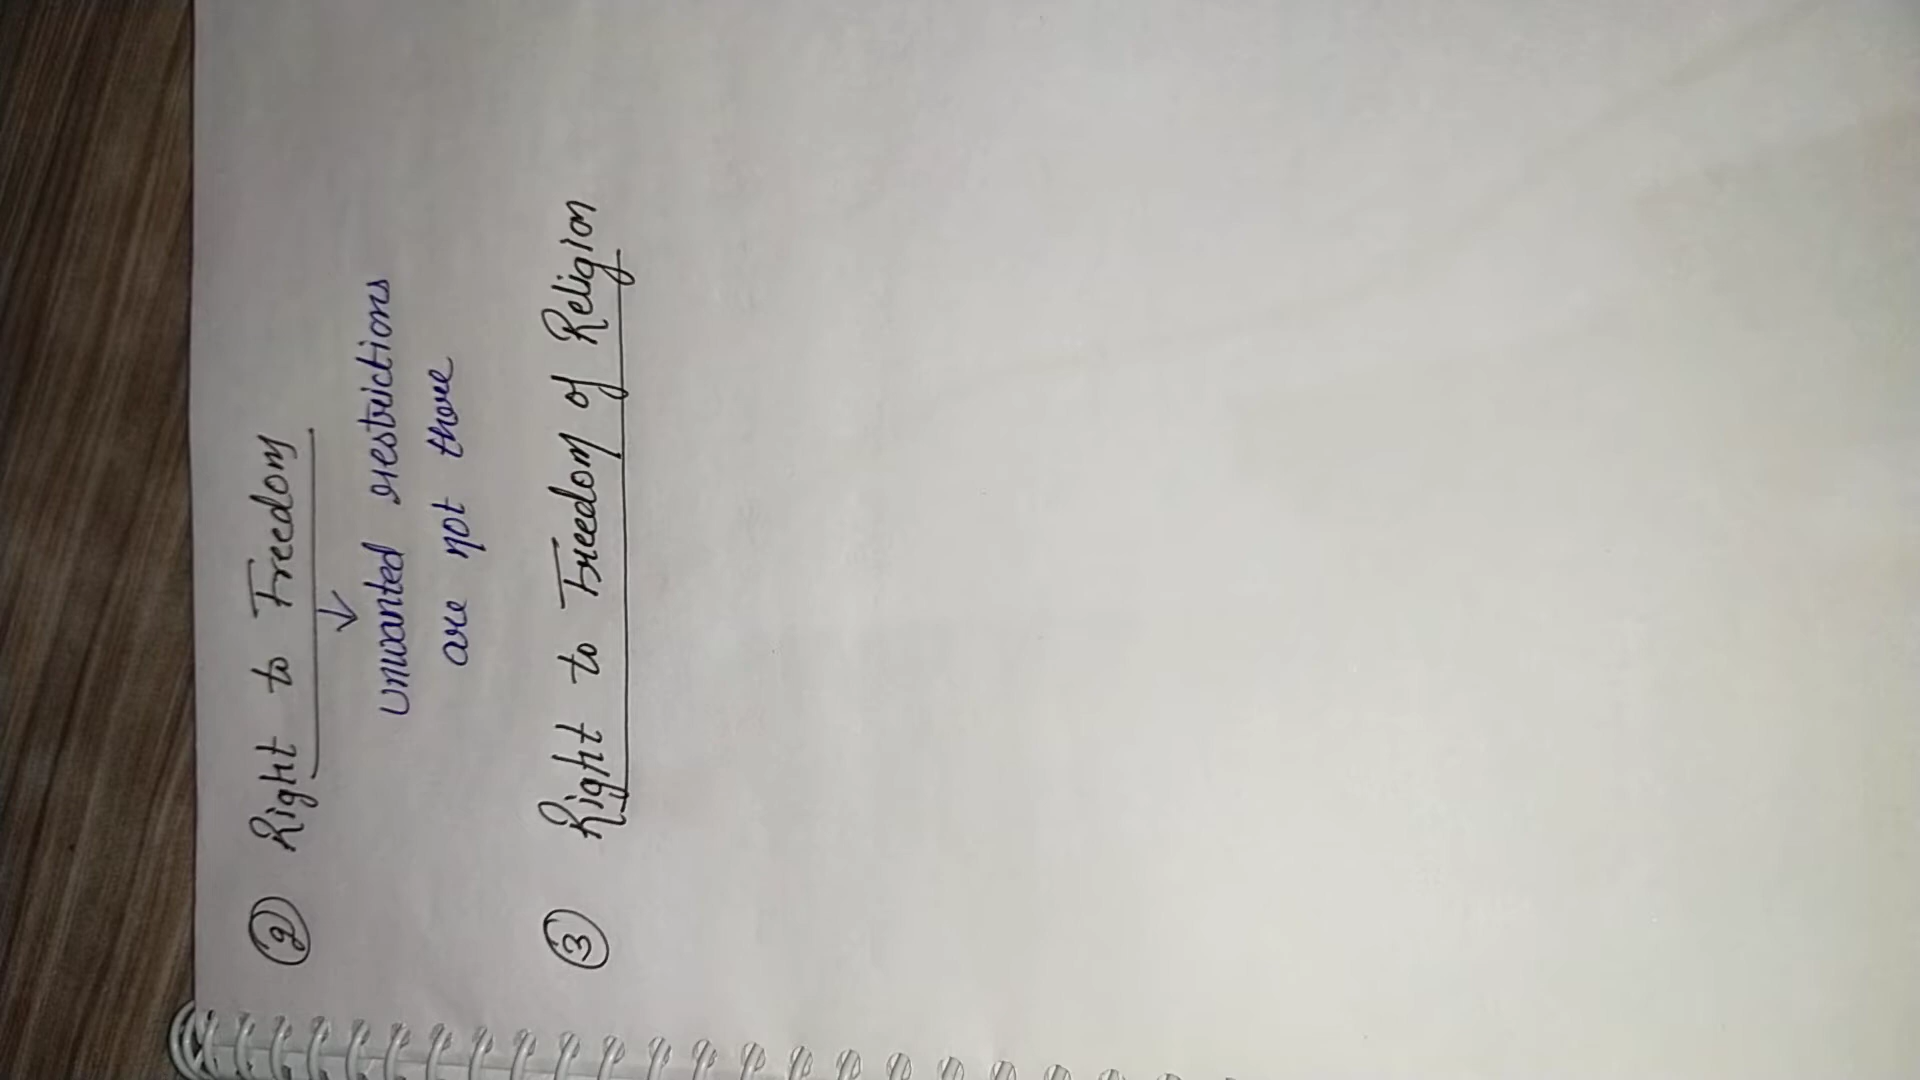 ② Right to Freedom
↓
unwanted restrictions
are not there
③ Right to Freedom of Religion